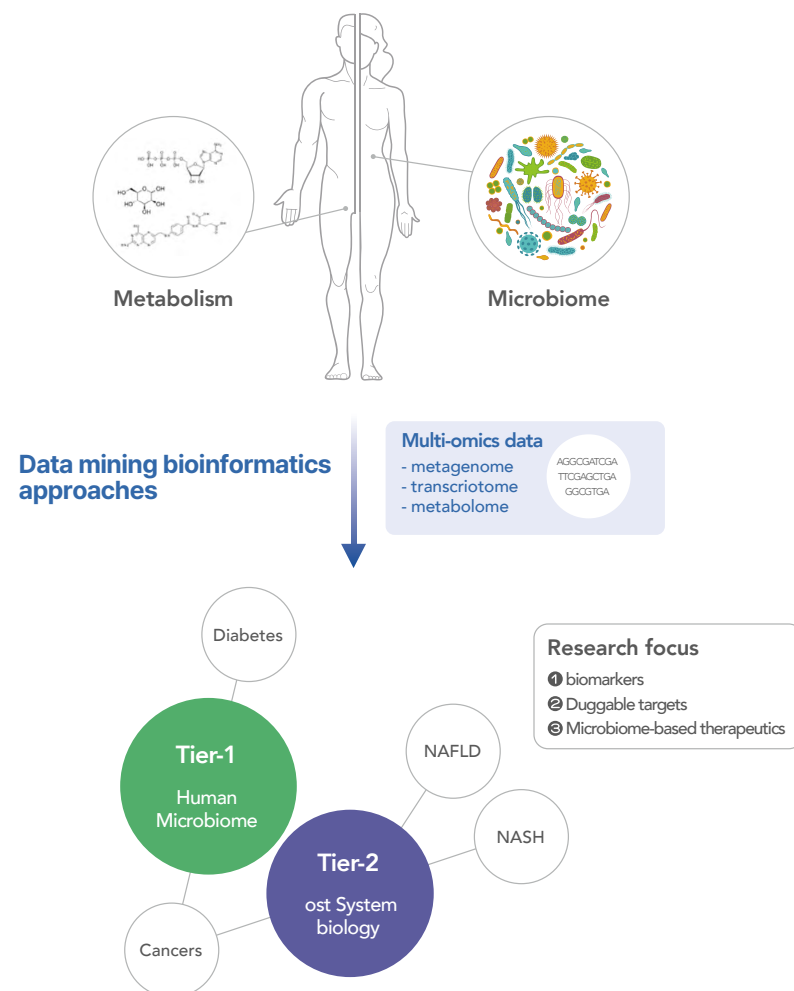 Metabolism
Microbiome
Data mining bioinformatics
approaches
Multi-omics data
- metagenome
- transcriotome
- metabolome
AGGCGATCGA
TTCGAGCTGA
GGCGTGA
Diabetes
Research focus
❶ biomarkers
❷ Duggable targets
❸ Microbiome-based therapeutics
Tier-1
Human
Microbiome
NAFLD
NASH
Tier-2
ost System
biology
Cancers